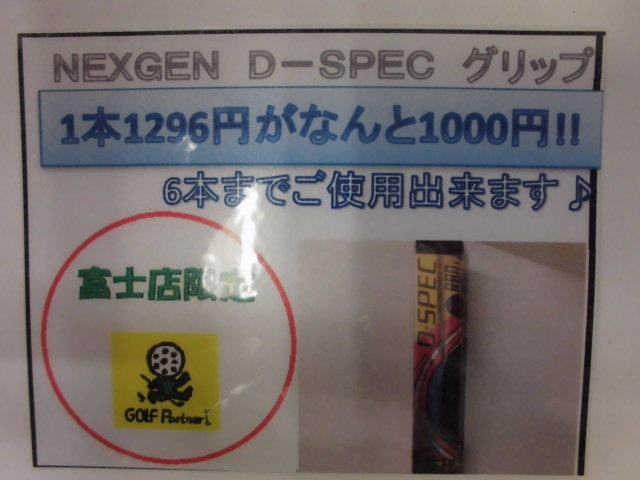 NEXGEN D－SPEC グリップ
1本1296円がなんと1000円!!
6本までご使用出来ます♪
富士店限定
GOLF Partner
D-SPEC